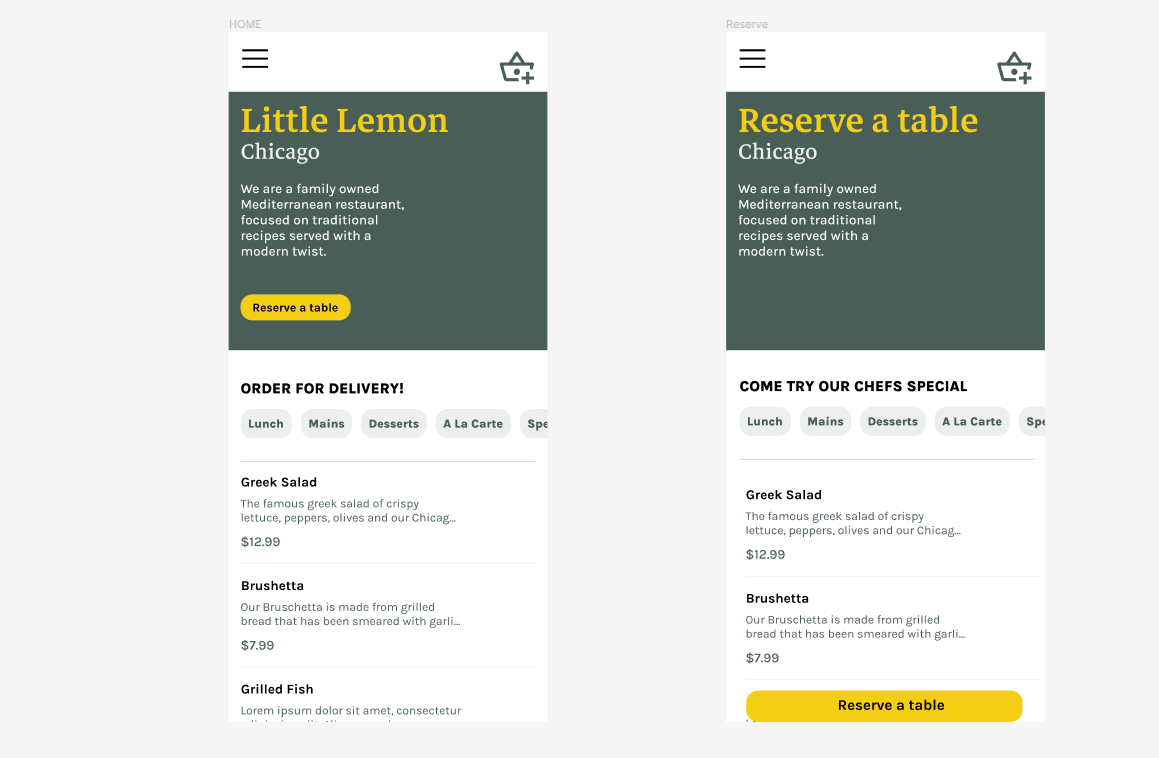 HOME
Little Lemon
Chicago
We are a family owned
Mediterranean restaurant,
focused on traditional
recipes served with a
modern twist.
Reserve a table
ORDER FOR DELIVERY!
Lunch Mains Desserts A La Carte Spe
Greek Salad
The famous greek salad of crispy
lettuce, peppers, olives and our Chicag...
$12.99
Brushetta
Our Bruschetta is made from grilled
bread that has been smeared with garli...
$7.99
Grilled Fish
Lorem ipsum dolor sit amet, consectetur
Reserve
Reserve a table
Chicago
We are a family owned
Mediterranean restaurant,
focused on traditional
recipes served with a
modern twist.
COME TRY OUR CHEFS SPECIAL
Lunch Mains Desserts A La Carte Spe
Greek Salad
The famous greek salad of crispy
lettuce, peppers, olives and our Chicag...
$12.99
Brushetta
Our Bruschetta is made from grilled
bread that has been smeared with garli...
$7.99
Reserve a table